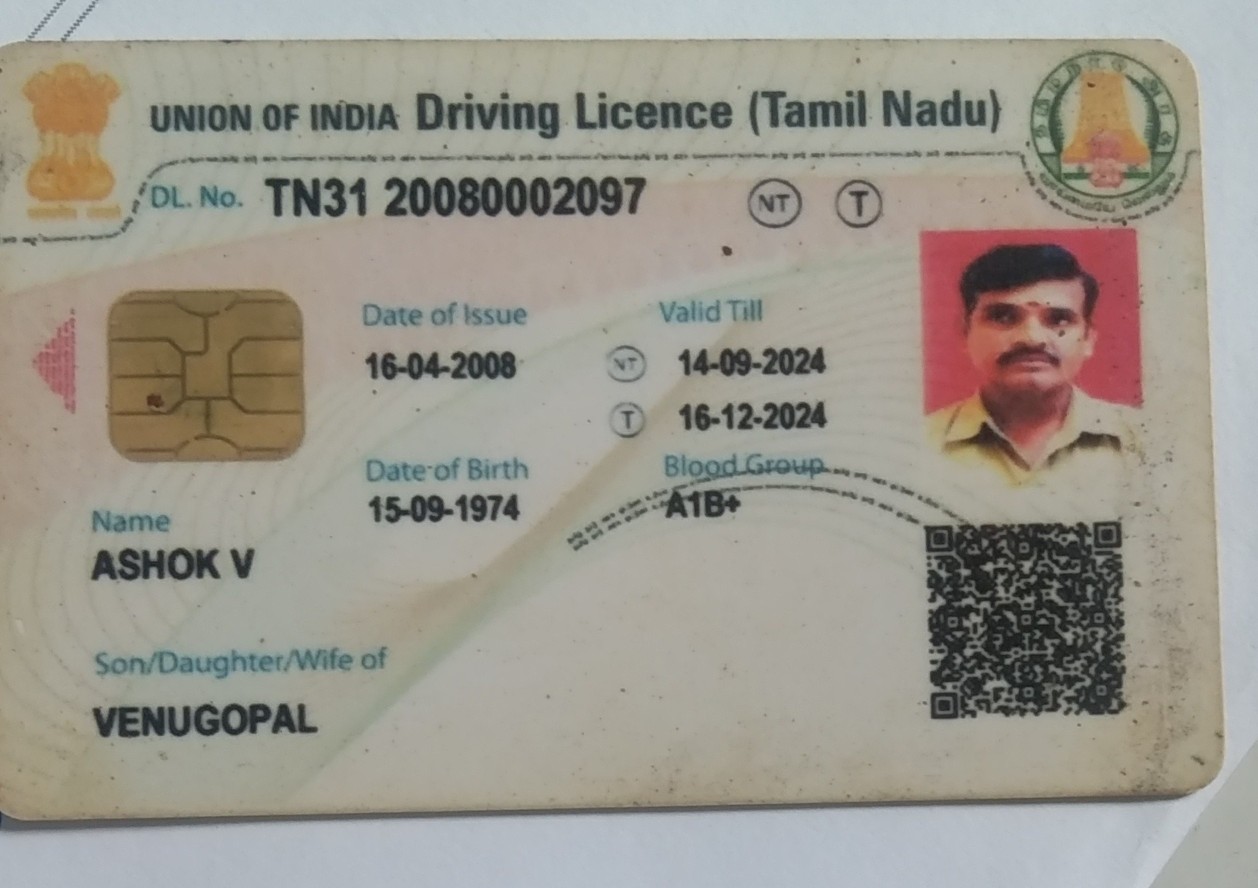 UNION OF INDIA Driving Licence (Tamil Nadu)
DL. No. TN31 20080002097 NT T
Date of Issue Valid Till
16-04-2008 NT 14-09-2024
T 16-12-2024
Date of Birth Blood Group
15-09-1974 A1B+
Name
ASHOK V
Son/Daughter/Wife of
VENUGOPAL